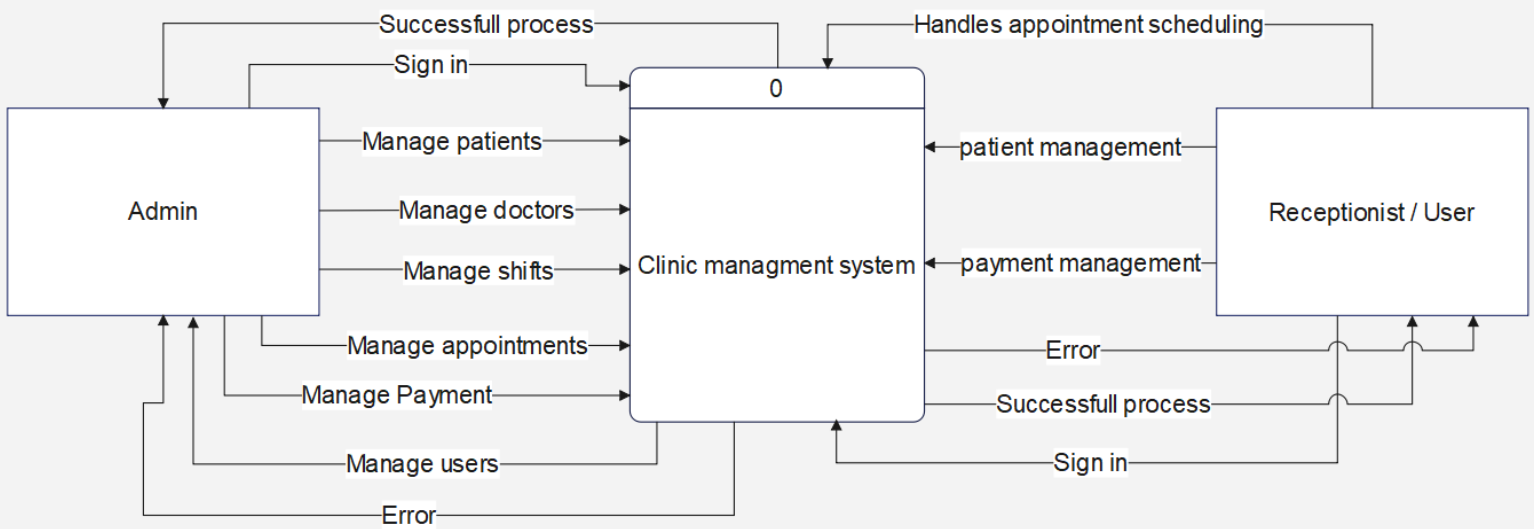 Successfull process
Handles appointment scheduling
Sign in
0
Manage patients
patient management
Admin
Manage doctors
Receptionist / User
Manage shifts
Clinic managment system
payment management
Manage appointments
Error
Manage Payment
Successfull process
Manage users
Sign in
Error